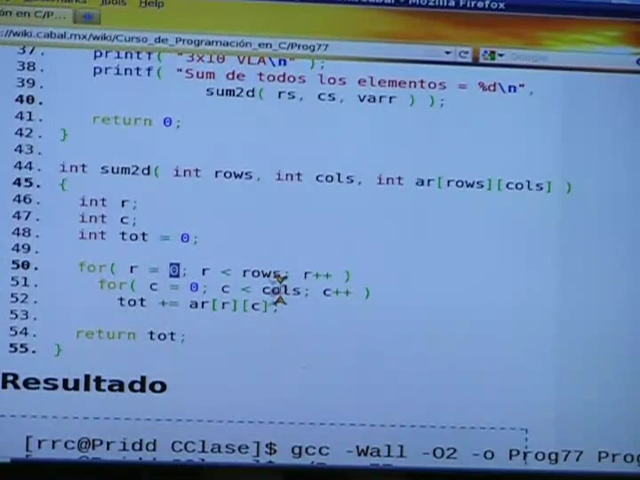 Help
Mozilla Firefox
ón en C/P...
://wiki.cabal.mx/wiki/Curso_de_Programación_en_C/Prog77
37. printf( "3x10 VLA\n" );
38. printf( "Sum de todos los elementos = %d\n",
39. sum2d( rs, cs, varr ) );
40.
41. return 0;
42. }
43.
44. int sum2d( int rows, int cols, int ar[rows][cols] )
45. {
46. int r;
47. int c;
48. int tot = 0;
49.
50. for( r = 0; r < rows; r++ )
51. for( c = 0; c < cols; c++ )
52. tot += ar[r][c];
53.
54. return tot;
55. }
Resultado
[rrc@Pridd CClase]$ gcc -Wall -O2 -o Prog77 Prog